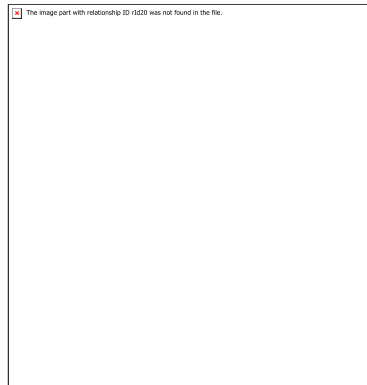 The image part with relationship ID rId20 was not found in the file.